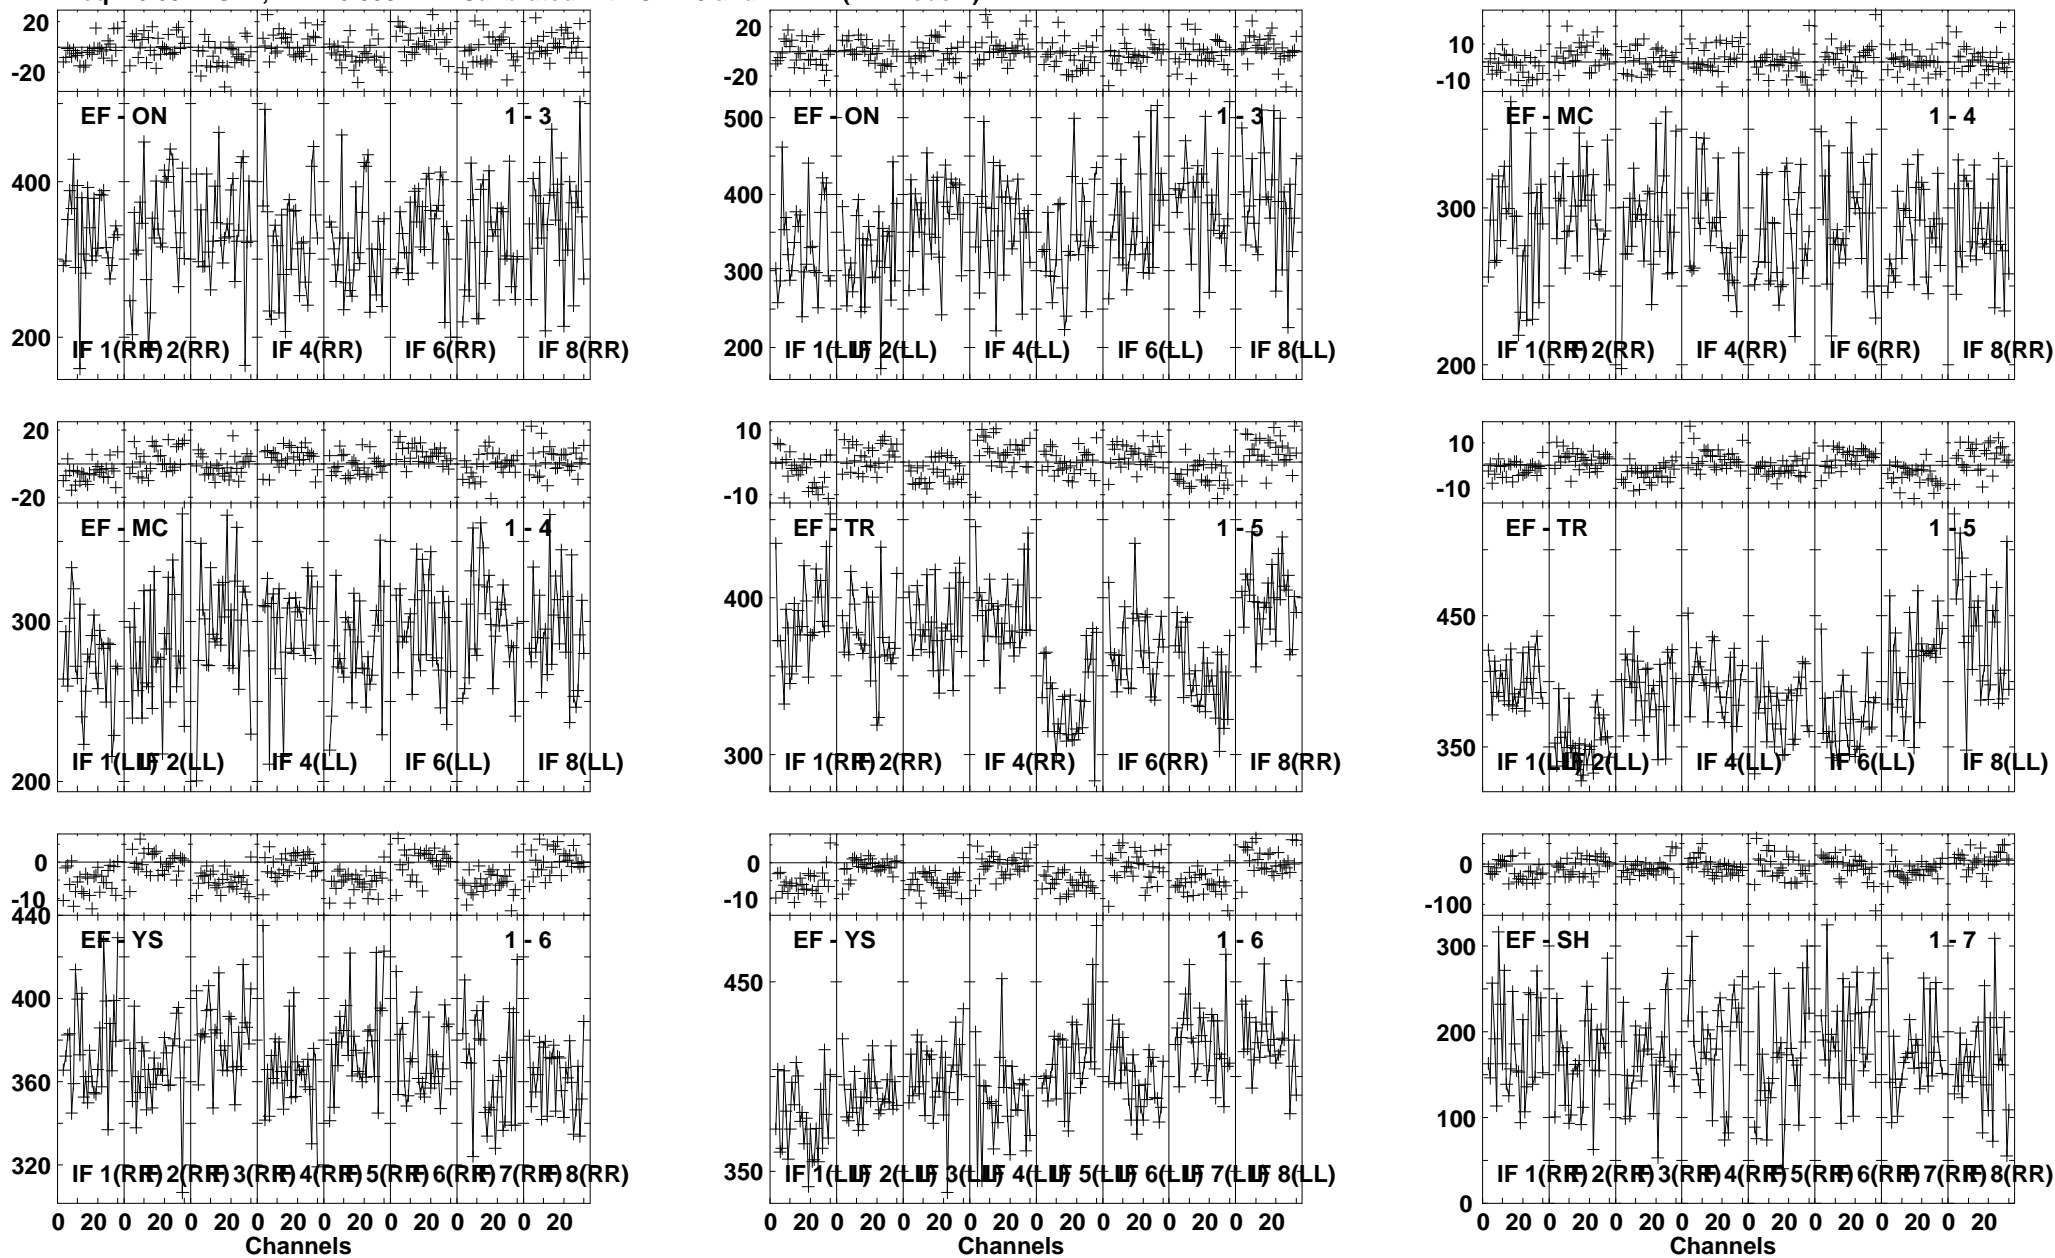 20
-20
EF - ON 1 - 3
400
200
IF 1(RR) IF 2(RR) IF 4(RR) IF 6(RR) IF 8(RR)
20
-20
EF - ON 1 - 3
500
400
300
200
IF 1(LL) IF 2(LL) IF 4(LL) IF 6(LL) IF 8(LL)
10
-10
EF - MC 1 - 4
300
200
IF 1(RR) IF 2(RR) IF 4(RR) IF 6(RR) IF 8(RR)
20
-20
EF - MC 1 - 4
300
200
IF 1(LL) IF 2(LL) IF 4(LL) IF 6(LL) IF 8(LL)
10
-10
EF - TR 1 - 5
400
300
IF 1(RR) IF 2(RR) IF 4(RR) IF 6(RR) IF 8(RR)
10
-10
EF - TR 1 - 5
450
350
IF 1(LL) IF 2(LL) IF 4(LL) IF 6(LL) IF 8(LL)
0
-10
440
EF - YS 1 - 6
400
360
320
IF 1(RR) IF 2(RR) IF 3(RR) IF 4(RR) IF 5(RR) IF 6(RR) IF 7(RR) IF 8(RR)
0 20 0 20 0 20 0 20 0 20 0 20 0 20 0 20
Channels
0
-10
EF - YS 1 - 6
450
350
IF 1(LL) IF 2(LL) IF 3(LL) IF 4(LL) IF 5(LL) IF 6(LL) IF 7(LL) IF 8(LL)
0 20 0 20 0 20 0 20 0 20 0 20 0 20 0 20
Channels
0
-100
EF - SH 1 - 7
300
200
100
0
IF 1(RR) IF 2(RR) IF 3(RR) IF 4(RR) IF 5(RR) IF 6(RR) IF 7(RR) IF 8(RR)
0 20 0 20 0 20 0 20 0 20 0 20 0 20 0 20
Channels